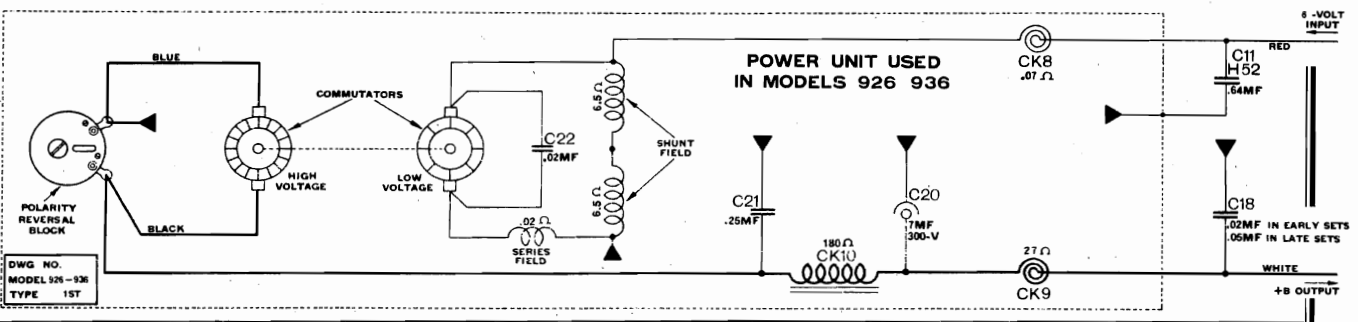 6 -VOLT
INPUT
RED
BLUE
POWER UNIT USED
IN MODELS 926 936
CK8
.07 Ω
C11
H52
.64MF
COMMUTATORS
6.5 Ω
C22
.02MF
SHUNT
FIELD
HIGH
VOLTAGE
LOW
VOLTAGE
6.5 Ω
POLARITY
REVERSAL
BLOCK
BLACK
.02 Ω
SERIES
FIELD
C21
.25MF
C20
7MF
300-V
C18
.02MF IN EARLY SETS
.05MF IN LATE SETS
180Ω
CK10
27 Ω
CK9
WHITE
+B OUTPUT
DWG NO.
MODEL 926-936
TYPE 1ST